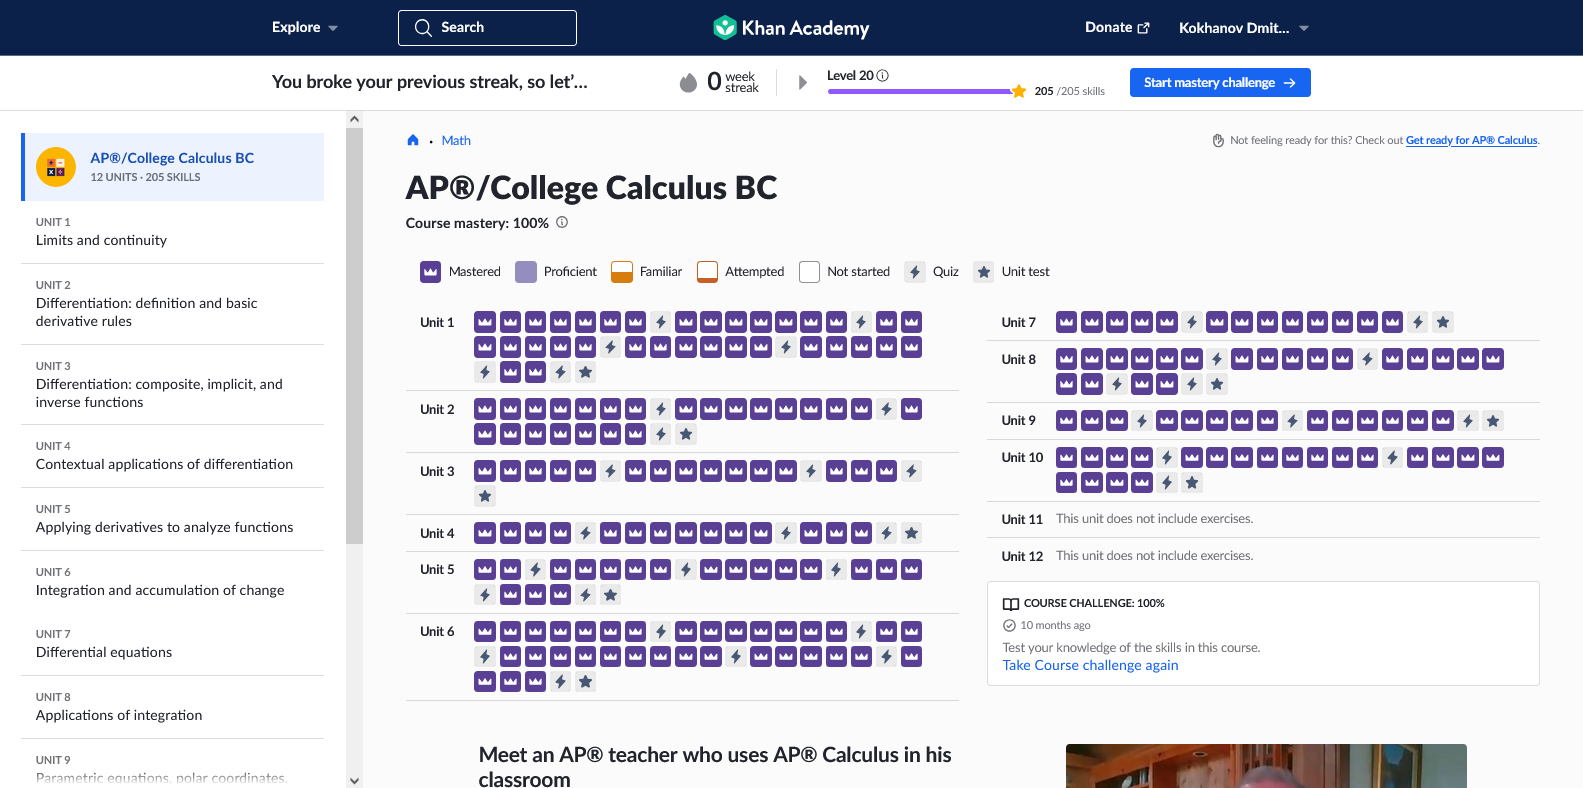 Explore
Search
Khan Academy
Donate
Kokhanov Dmit...
You broke your previous streak, so let'...
0 week streak
Level 20
205 /205 skills
Start mastery challenge
AP®/College Calculus BC
12 UNITS · 205 SKILLS
UNIT 1
Limits and continuity
UNIT 2
Differentiation: definition and basic
derivative rules
UNIT 3
Differentiation: composite, implicit, and
inverse functions
UNIT 4
Contextual applications of differentiation
UNIT 5
Applying derivatives to analyze functions
UNIT 6
Integration and accumulation of change
UNIT 7
Differential equations
UNIT 8
Applications of integration
UNIT 9
Parametric equations, polar coordinates,
Math
Not feeling ready for this? Check out Get ready for AP® Calculus.
AP®/College Calculus BC
Course mastery: 100%
Mastered
Proficient
Familiar
Attempted
Not started
Quiz
Unit test
Unit 1
Unit 2
Unit 3
Unit 4
Unit 5
Unit 6
Unit 7
Unit 8
Unit 9
Unit 10
Unit 11 This unit does not include exercises.
Unit 12 This unit does not include exercises.
COURSE CHALLENGE: 100%
10 months ago
Test your knowledge of the skills in this course.
Take Course challenge again
Meet an AP® teacher who uses AP® Calculus in his
classroom